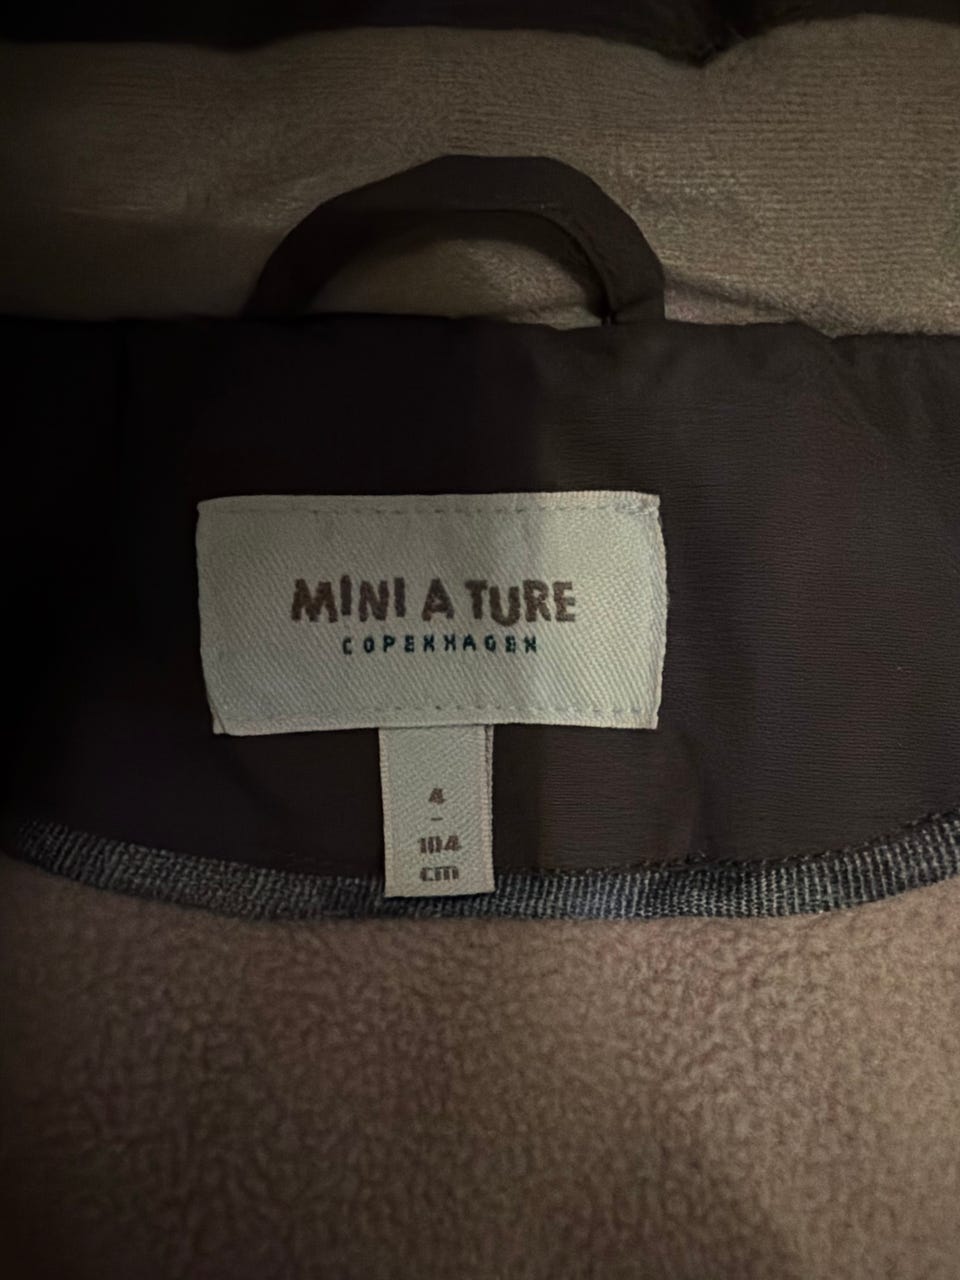 MINI A TURE
COPENHAGEN
4
-
104
cm